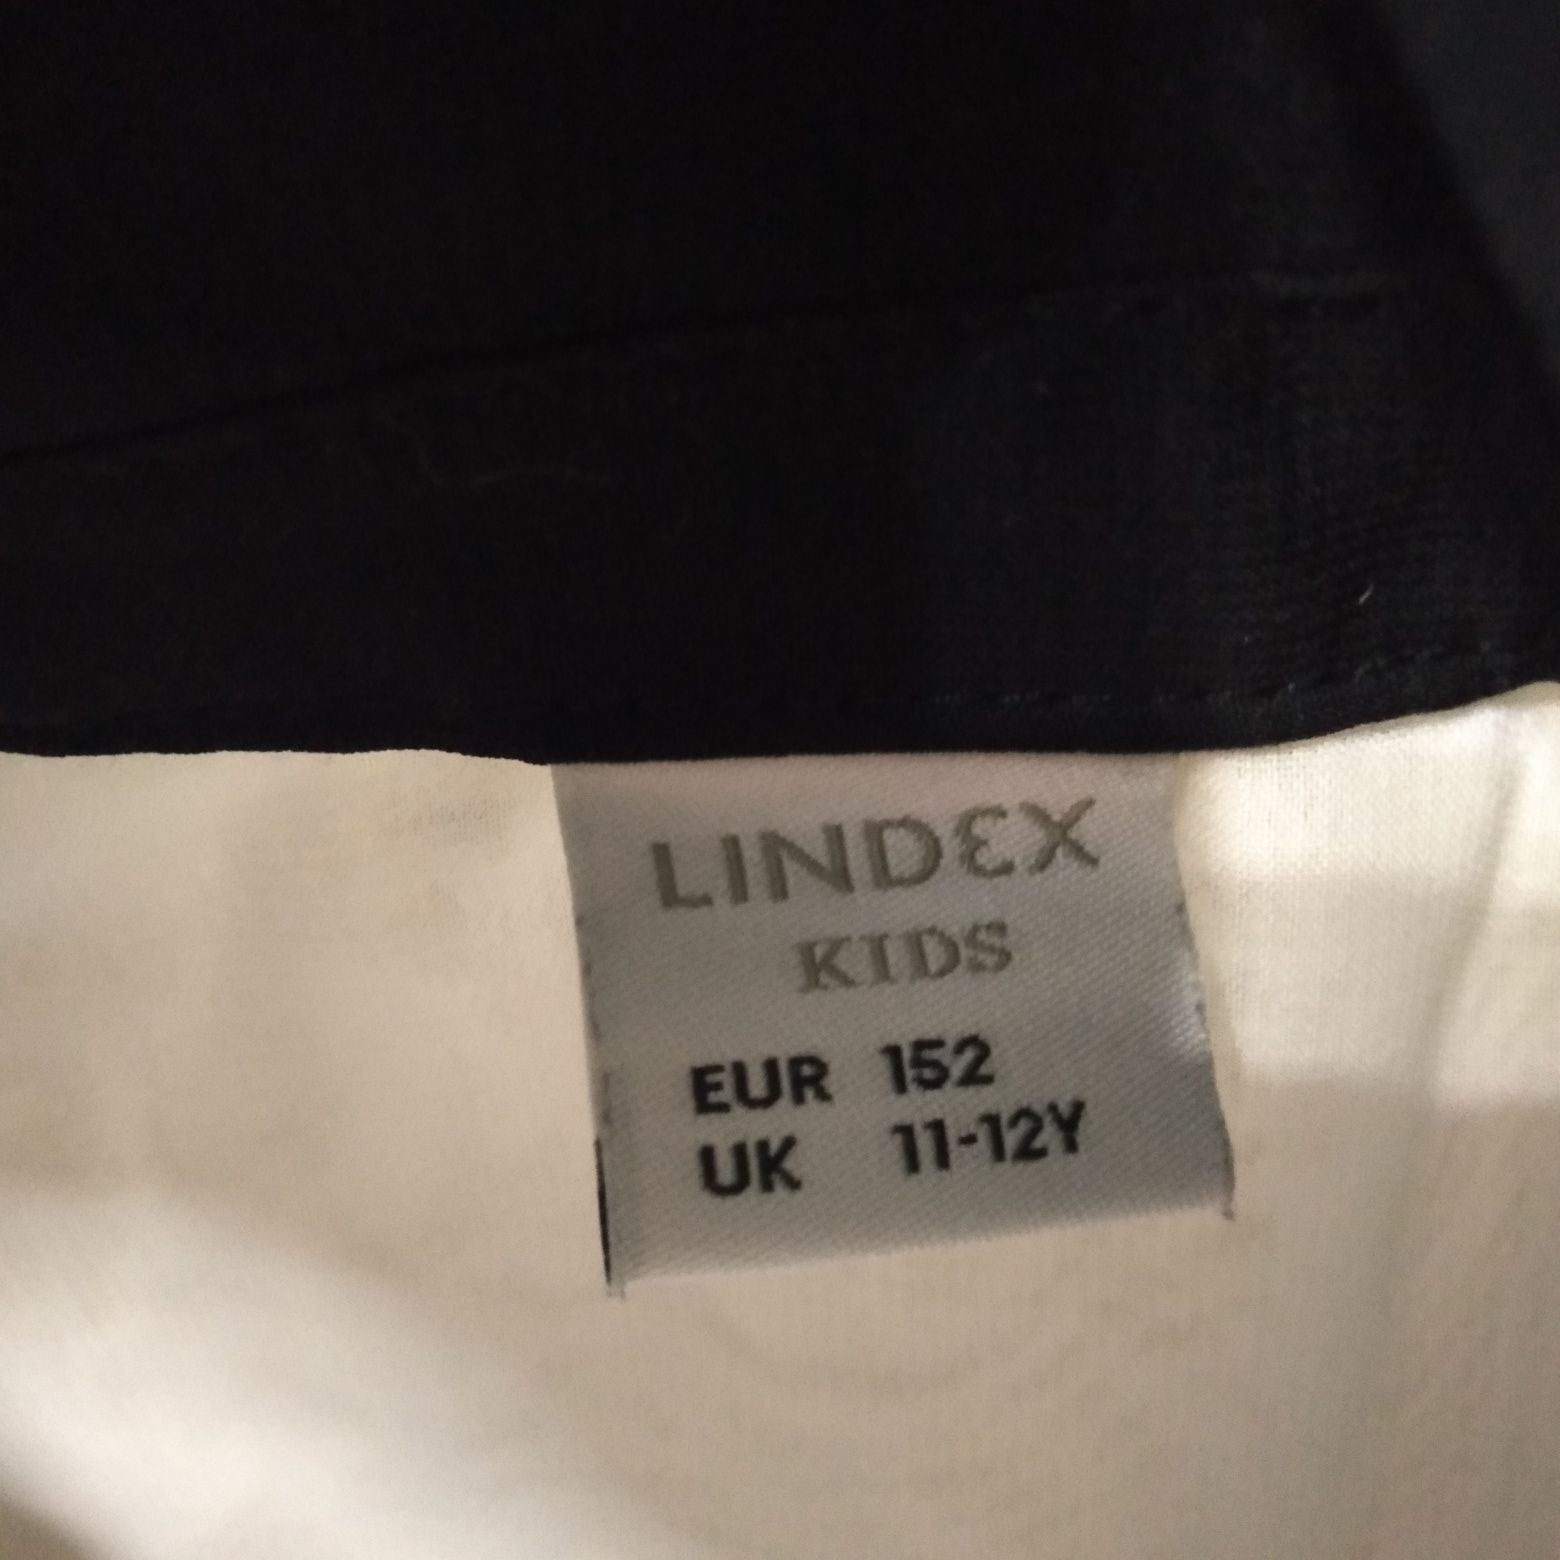 LINDEX
KIDS
EUR 152
UK 11-12Y